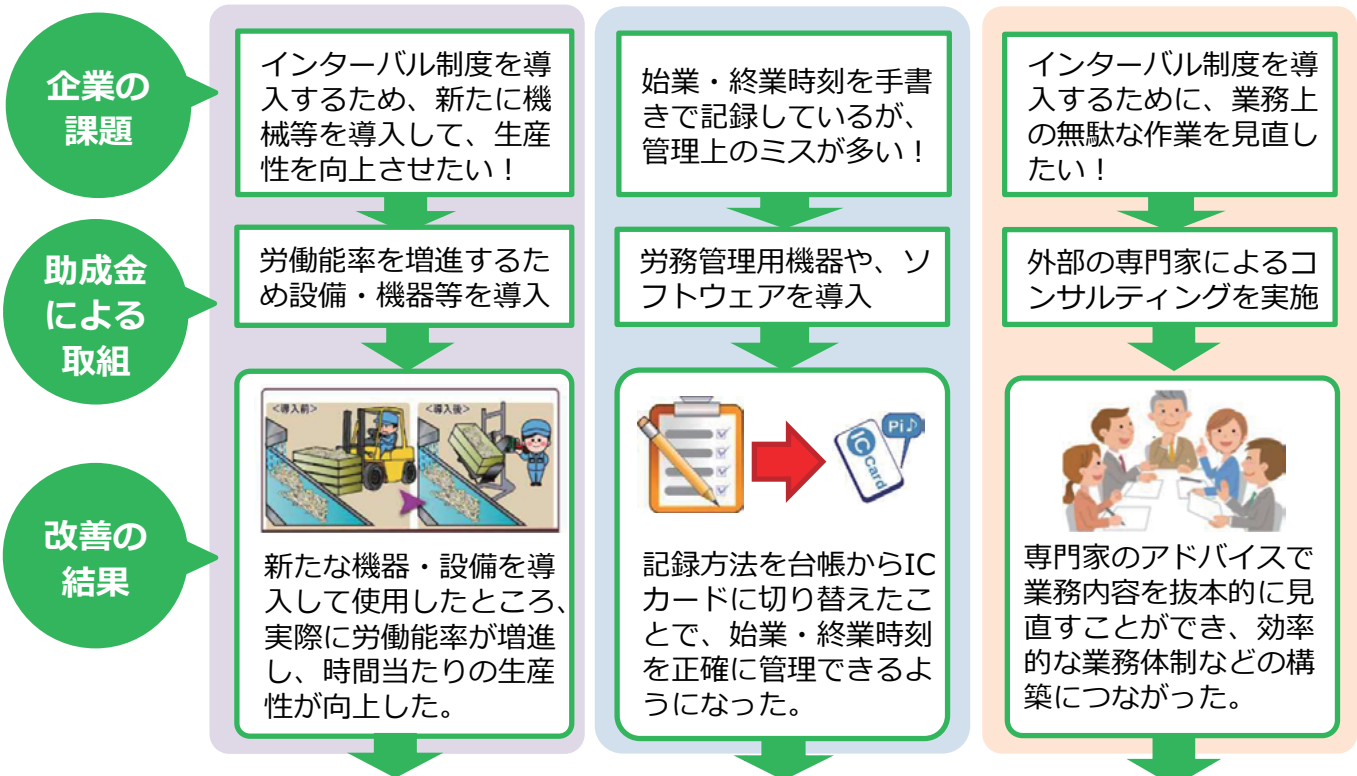 企業の
課題
インターバル制度を導
入するため、新たに機
械等を導入して、生産
性を向上させたい！
始業・終業時刻を手書
きで記録しているが、
管理上のミスが多い！
インターバル制度を導
入するために、業務上
の無駄な作業を見直し
たい！
助成金
による
取組
労働能率を増進するた
め設備・機器等を導入
労務管理用機器や、ソ
フトウェアを導入
外部の専門家によるコ
ンサルティングを実施
改善の
結果
<導入前>
<導入後>
新たな機器・設備を導
入して使用したところ、
実際に労働能率が増進
し、時間当たりの生産
性が向上した。
Pi♪
IC
Card
記録方法を台帳からIC
カードに切り替えたこ
とで、始業・終業時刻
を正確に管理できるよ
うになった。
専門家のアドバイスで
業務内容を抜本的に見
直すことができ、効率
的な業務体制などの構
築につながった。